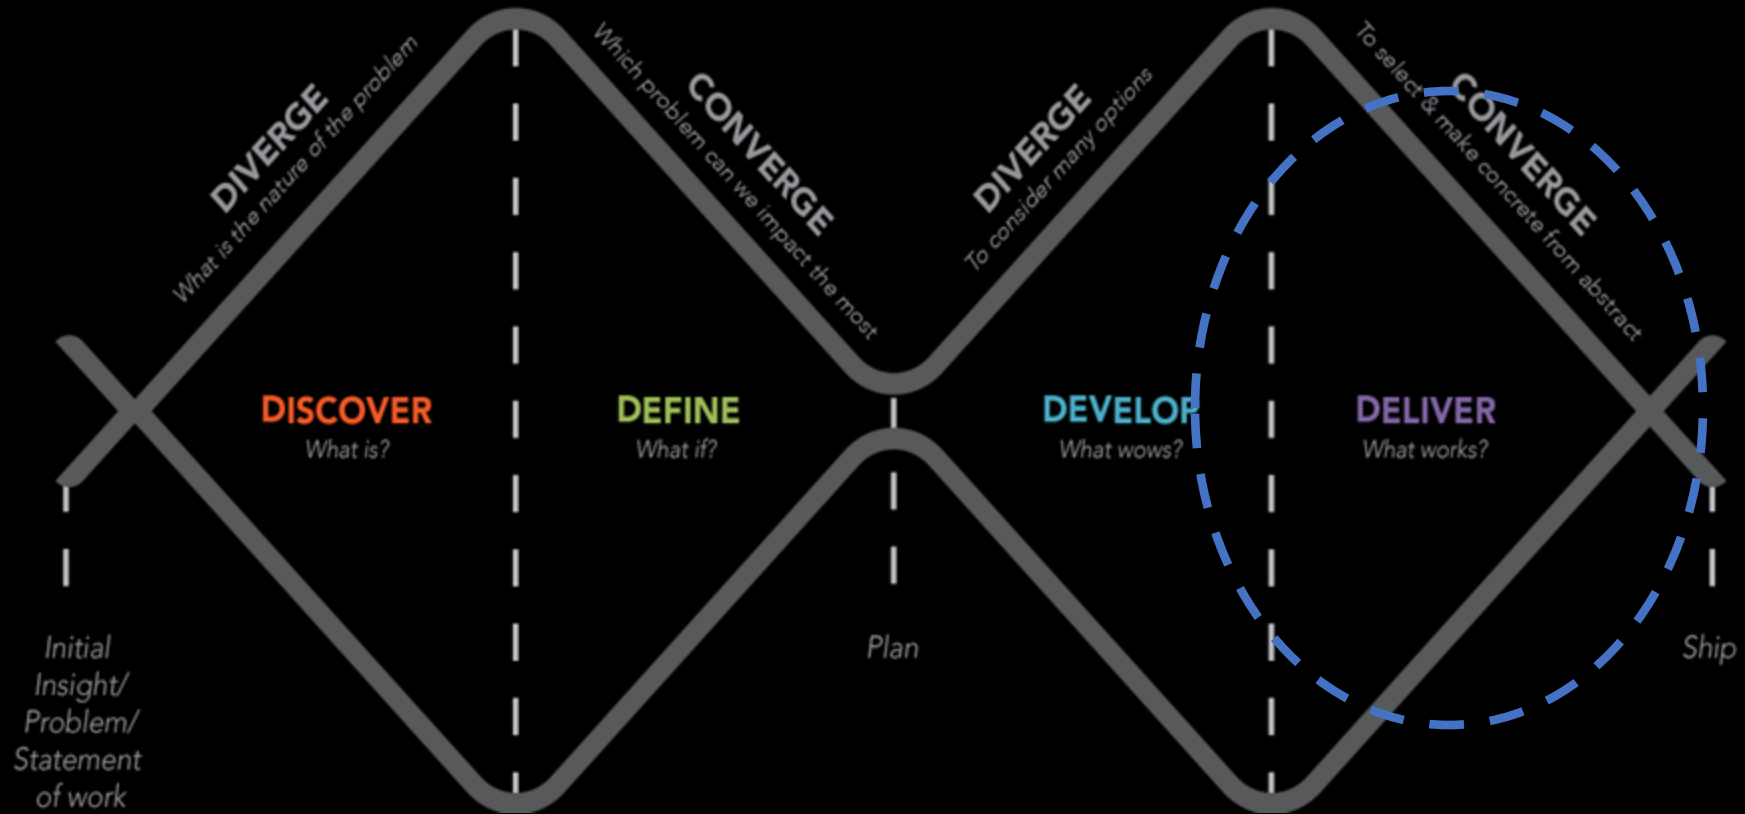 DIVERGE
What is the nature of the problem
CONVERGE
Which problem can we impact the most
DIVERGE
To consider many options
CONVERGE
To select & make concrete from abstract
DISCOVER
What is?
DEFINE
What if?
DEVELOP
What wows?
DELIVER
What works?
Initial
Insight/
Problem/
Statement
of work
Plan
Ship